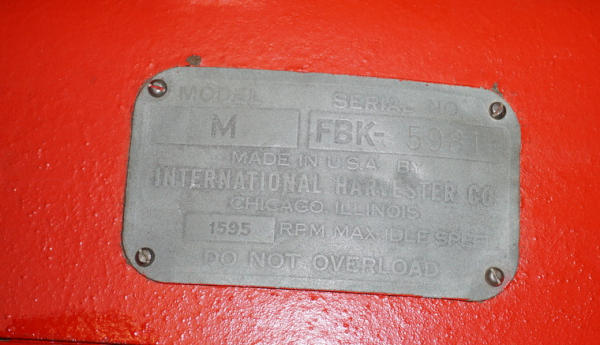 MODEL SERIAL NO.
M FBK-
MADE IN U.S.A. BY
INTERNATIONAL HARVESTER CO
CHICAGO, ILLINOIS
1595 RPM MAX. IDLE SPEED
DO NOT OVERLOAD